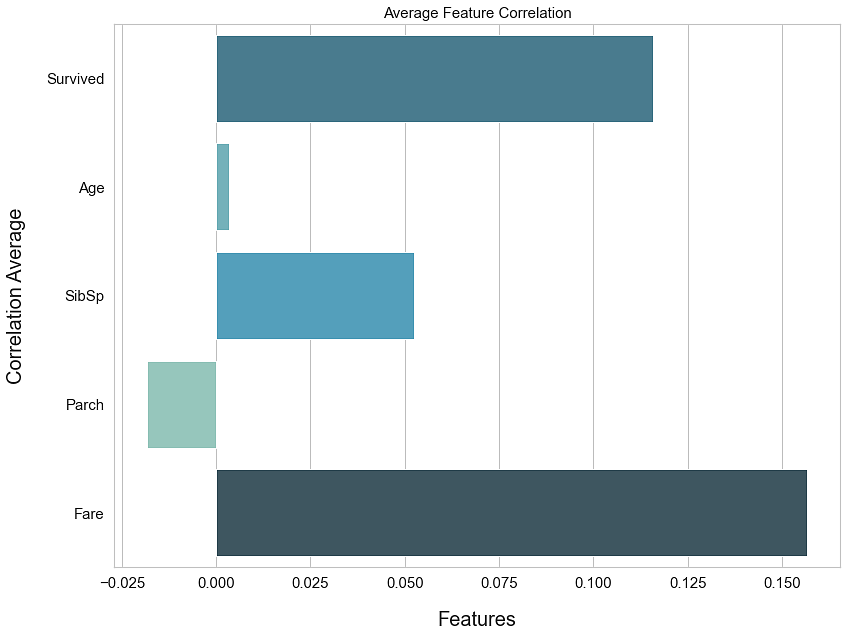 Average Feature Correlation
Correlation Average
Survived
Age
SibSp
Parch
Fare
−0.025 0.000 0.025 0.050 0.075 0.100 0.125 0.150
Features